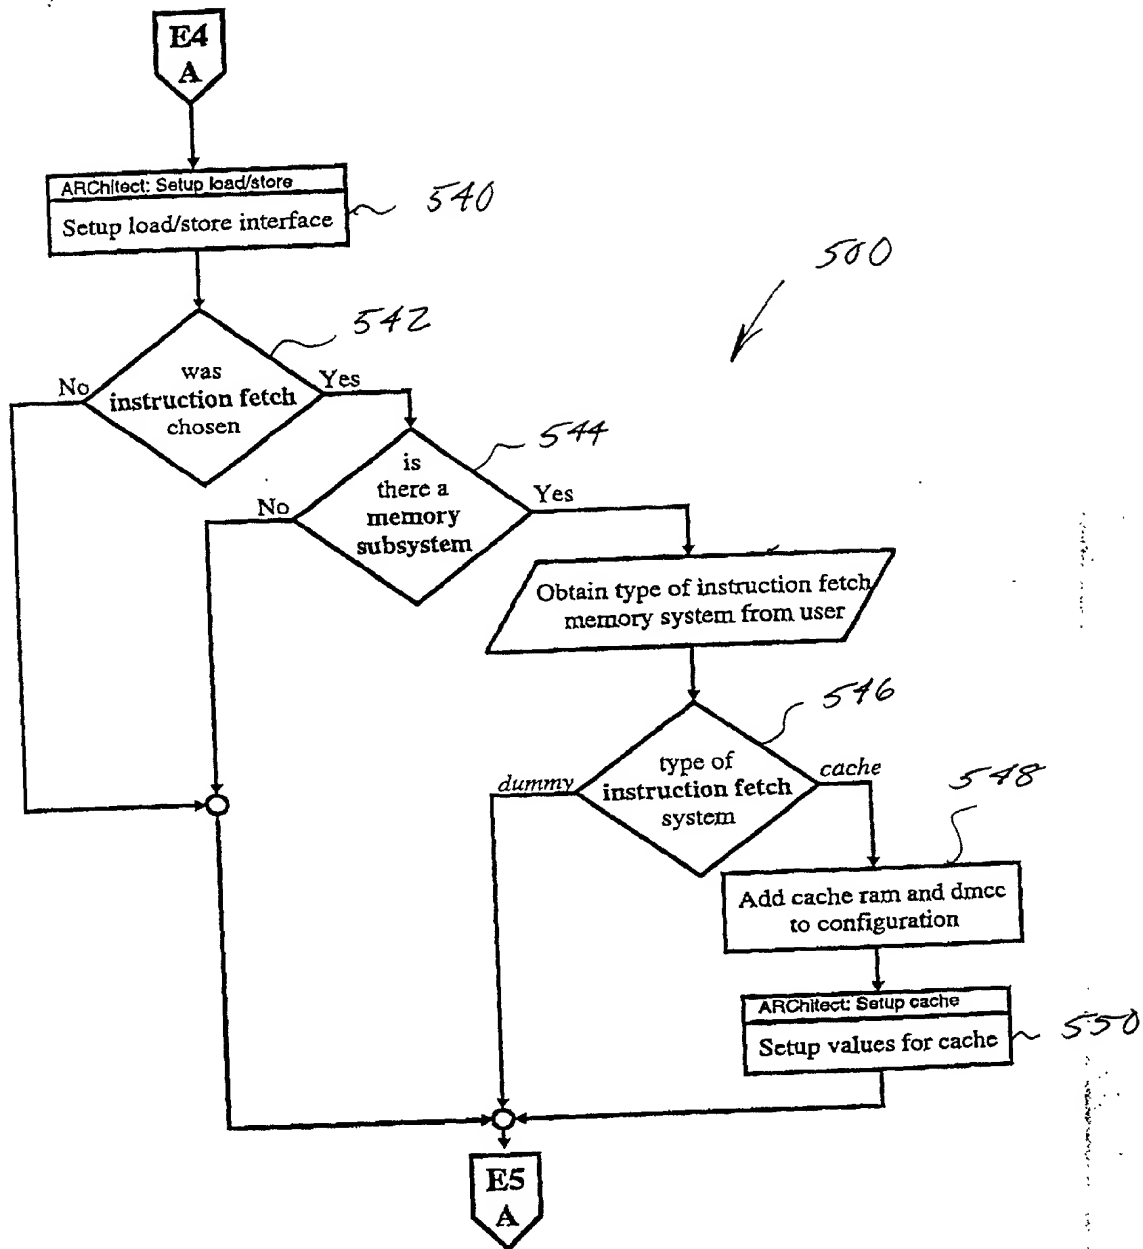 E4
A
ARChitect: Setup load/store
Setup load/store interface
540
500
542
was
instruction fetch
chosen
No
Yes
544
is
there a
memory
subsystem
No
Yes
Obtain type of instruction fetch
memory system from user
546
type of
instruction fetch
system
dummy
cache
548
Add cache ram and dmcc
to configuration
ARChitect: Setup cache
Setup values for cache
550
E5
A